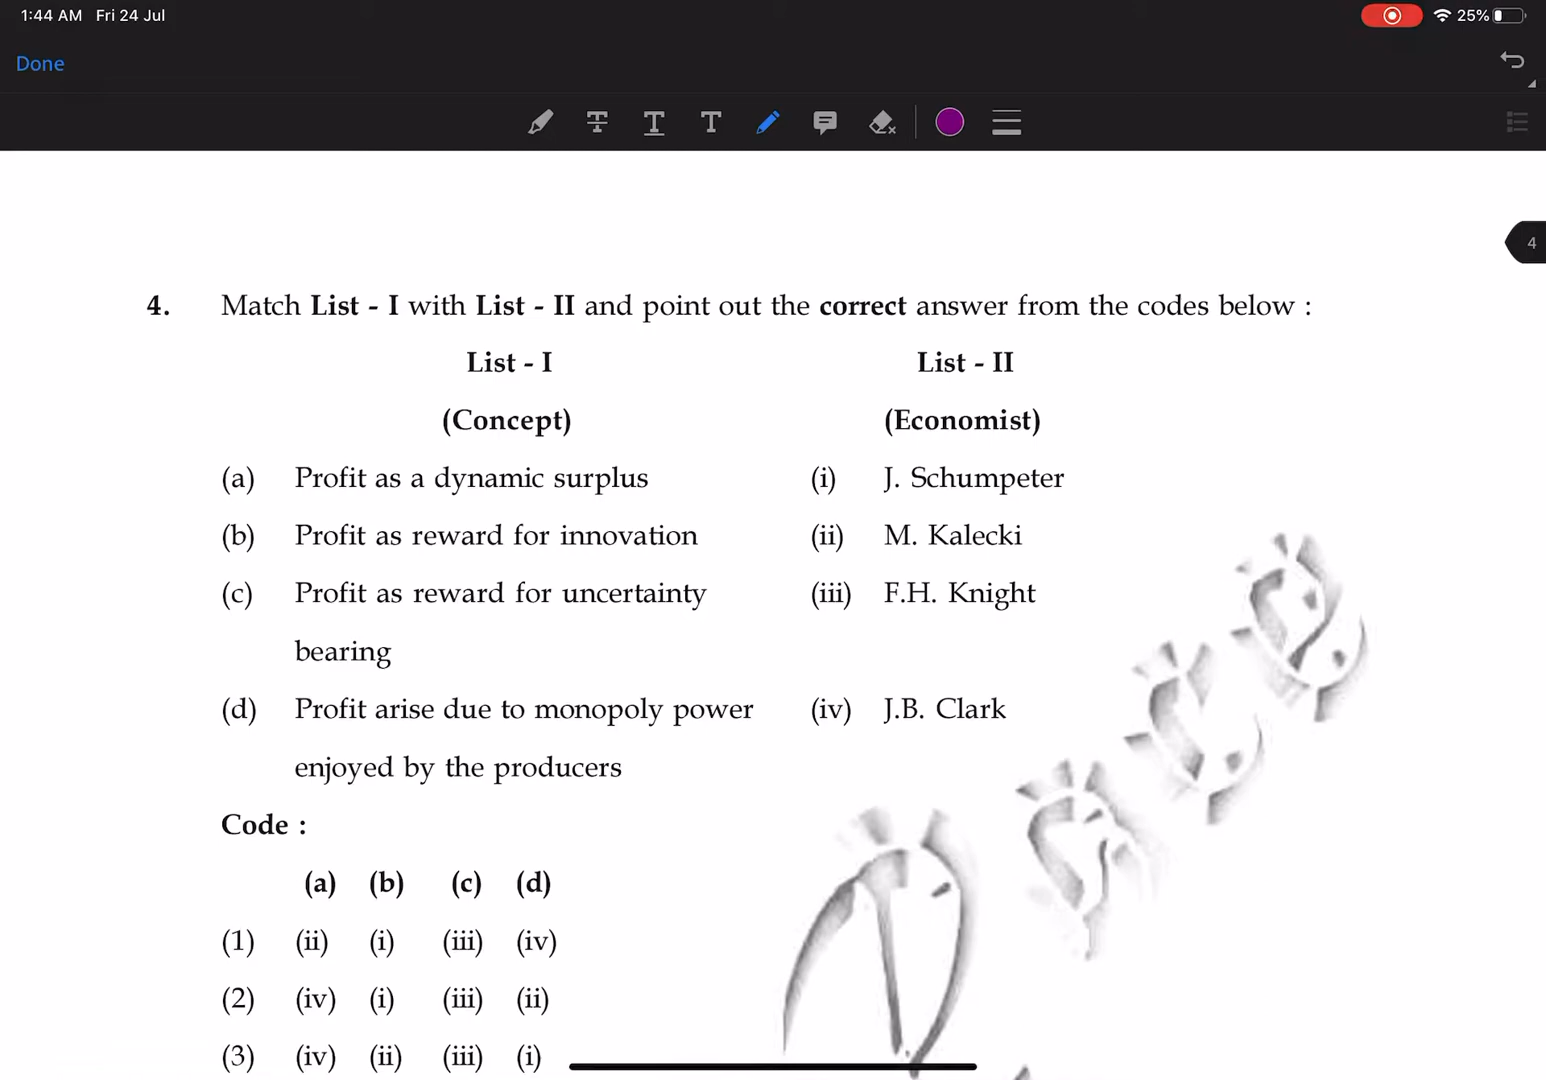 1:44 AM Fri 24 Jul
25%
Done
4
4. Match List - I with List - II and point out the correct answer from the codes below :
List - I List - II
(Concept) (Economist)
(a) Profit as a dynamic surplus (i) J. Schumpeter
(b) Profit as reward for innovation (ii) M. Kalecki
(c) Profit as reward for uncertainty (iii) F.H. Knight
bearing
(d) Profit arise due to monopoly power (iv) J.B. Clark
enjoyed by the producers
Code :
(a) (b) (c) (d)
(1) (ii) (i) (iii) (iv)
(2) (iv) (i) (iii) (ii)
(3) (iv) (ii) (iii) (i)